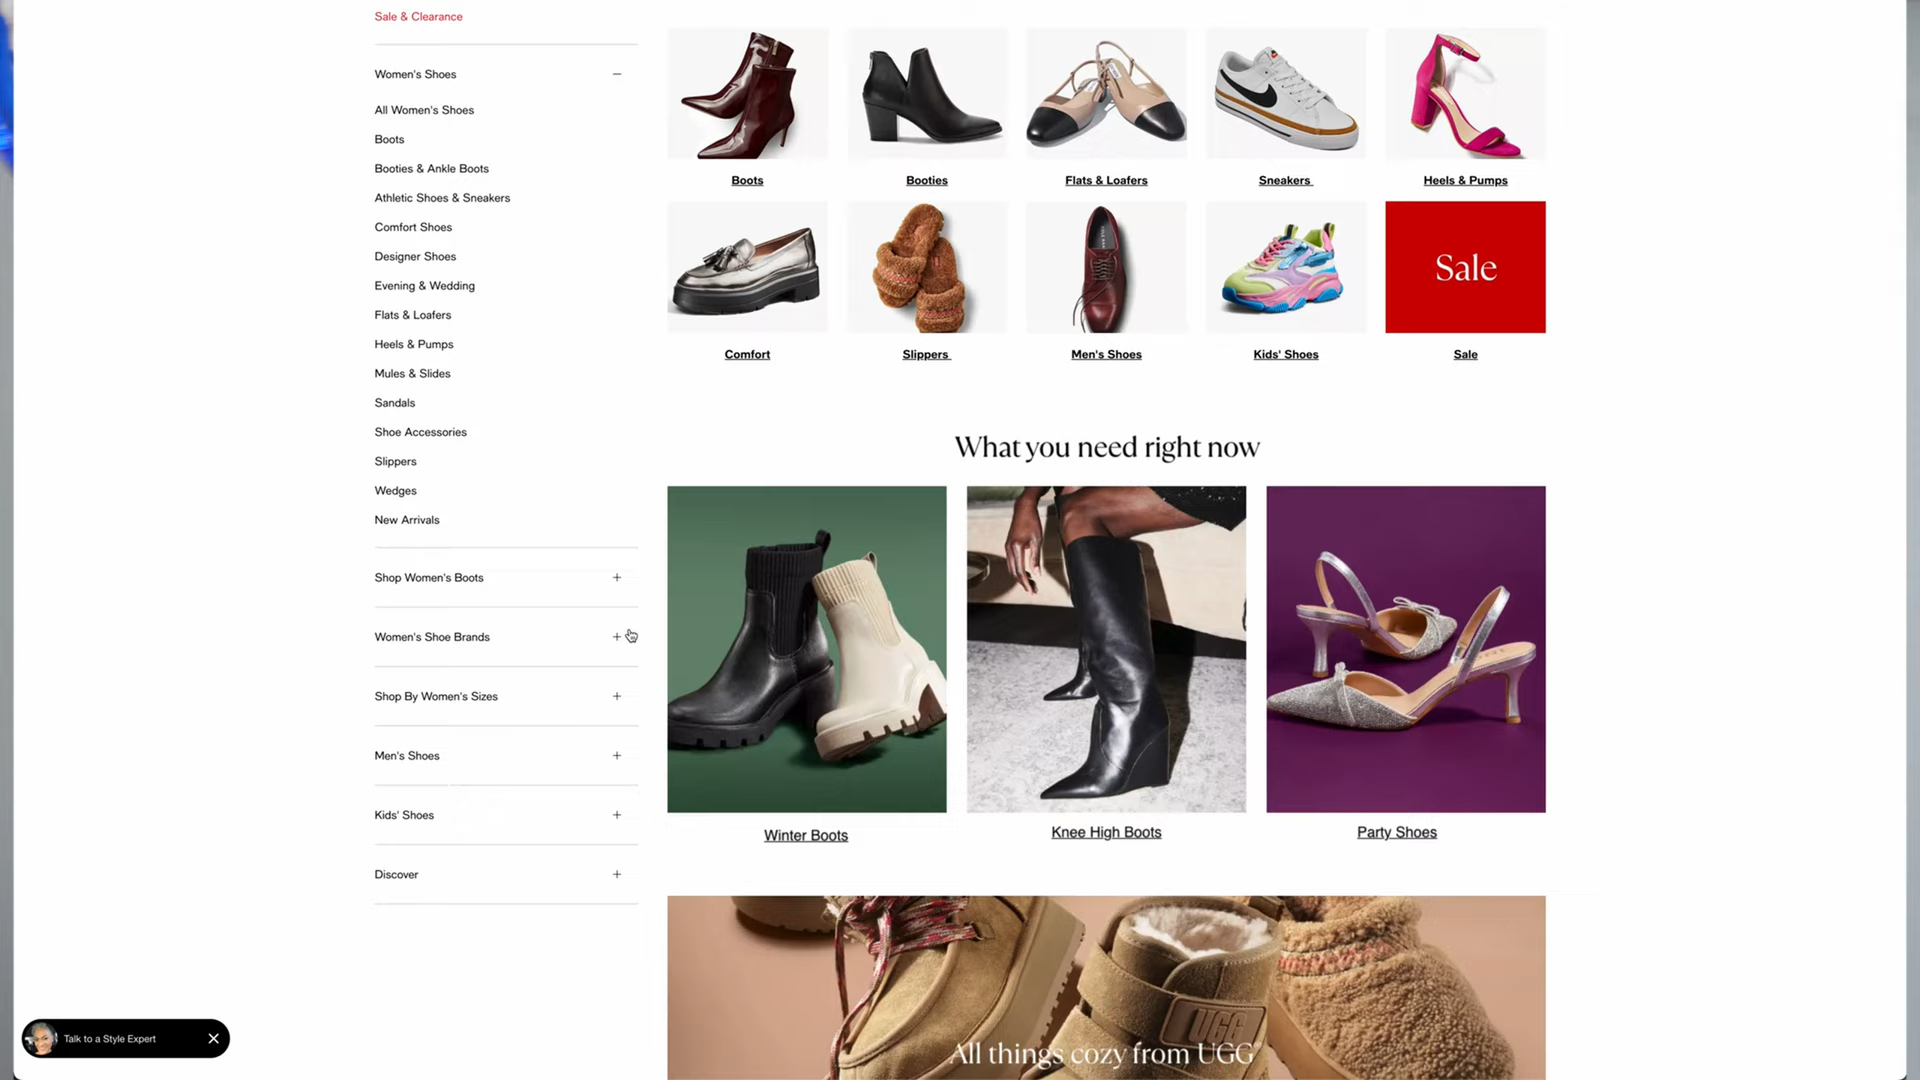 Sale & Clearance
Women's Shoes
All Women's Shoes
Boots
Booties & Ankle Boots
Athletic Shoes & Sneakers
Comfort Shoes
Designer Shoes
Evening & Wedding
Flats & Loafers
Heels & Pumps
Mules & Slides
Sandals
Shoe Accessories
Slippers
Wedges
New Arrivals
Shop Women's Boots
Women's Shoe Brands
Shop By Women's Sizes
Men's Shoes
Kids' Shoes
Discover
Boots
Booties
Flats & Loafers
Sneakers
Heels & Pumps
Sale
Comfort
Slippers
Men's Shoes
Kids' Shoes
Sale
What you need right now
Winter Boots
Knee High Boots
Party Shoes
UGG
All things cozy from UGG
Talk to a Style Expert